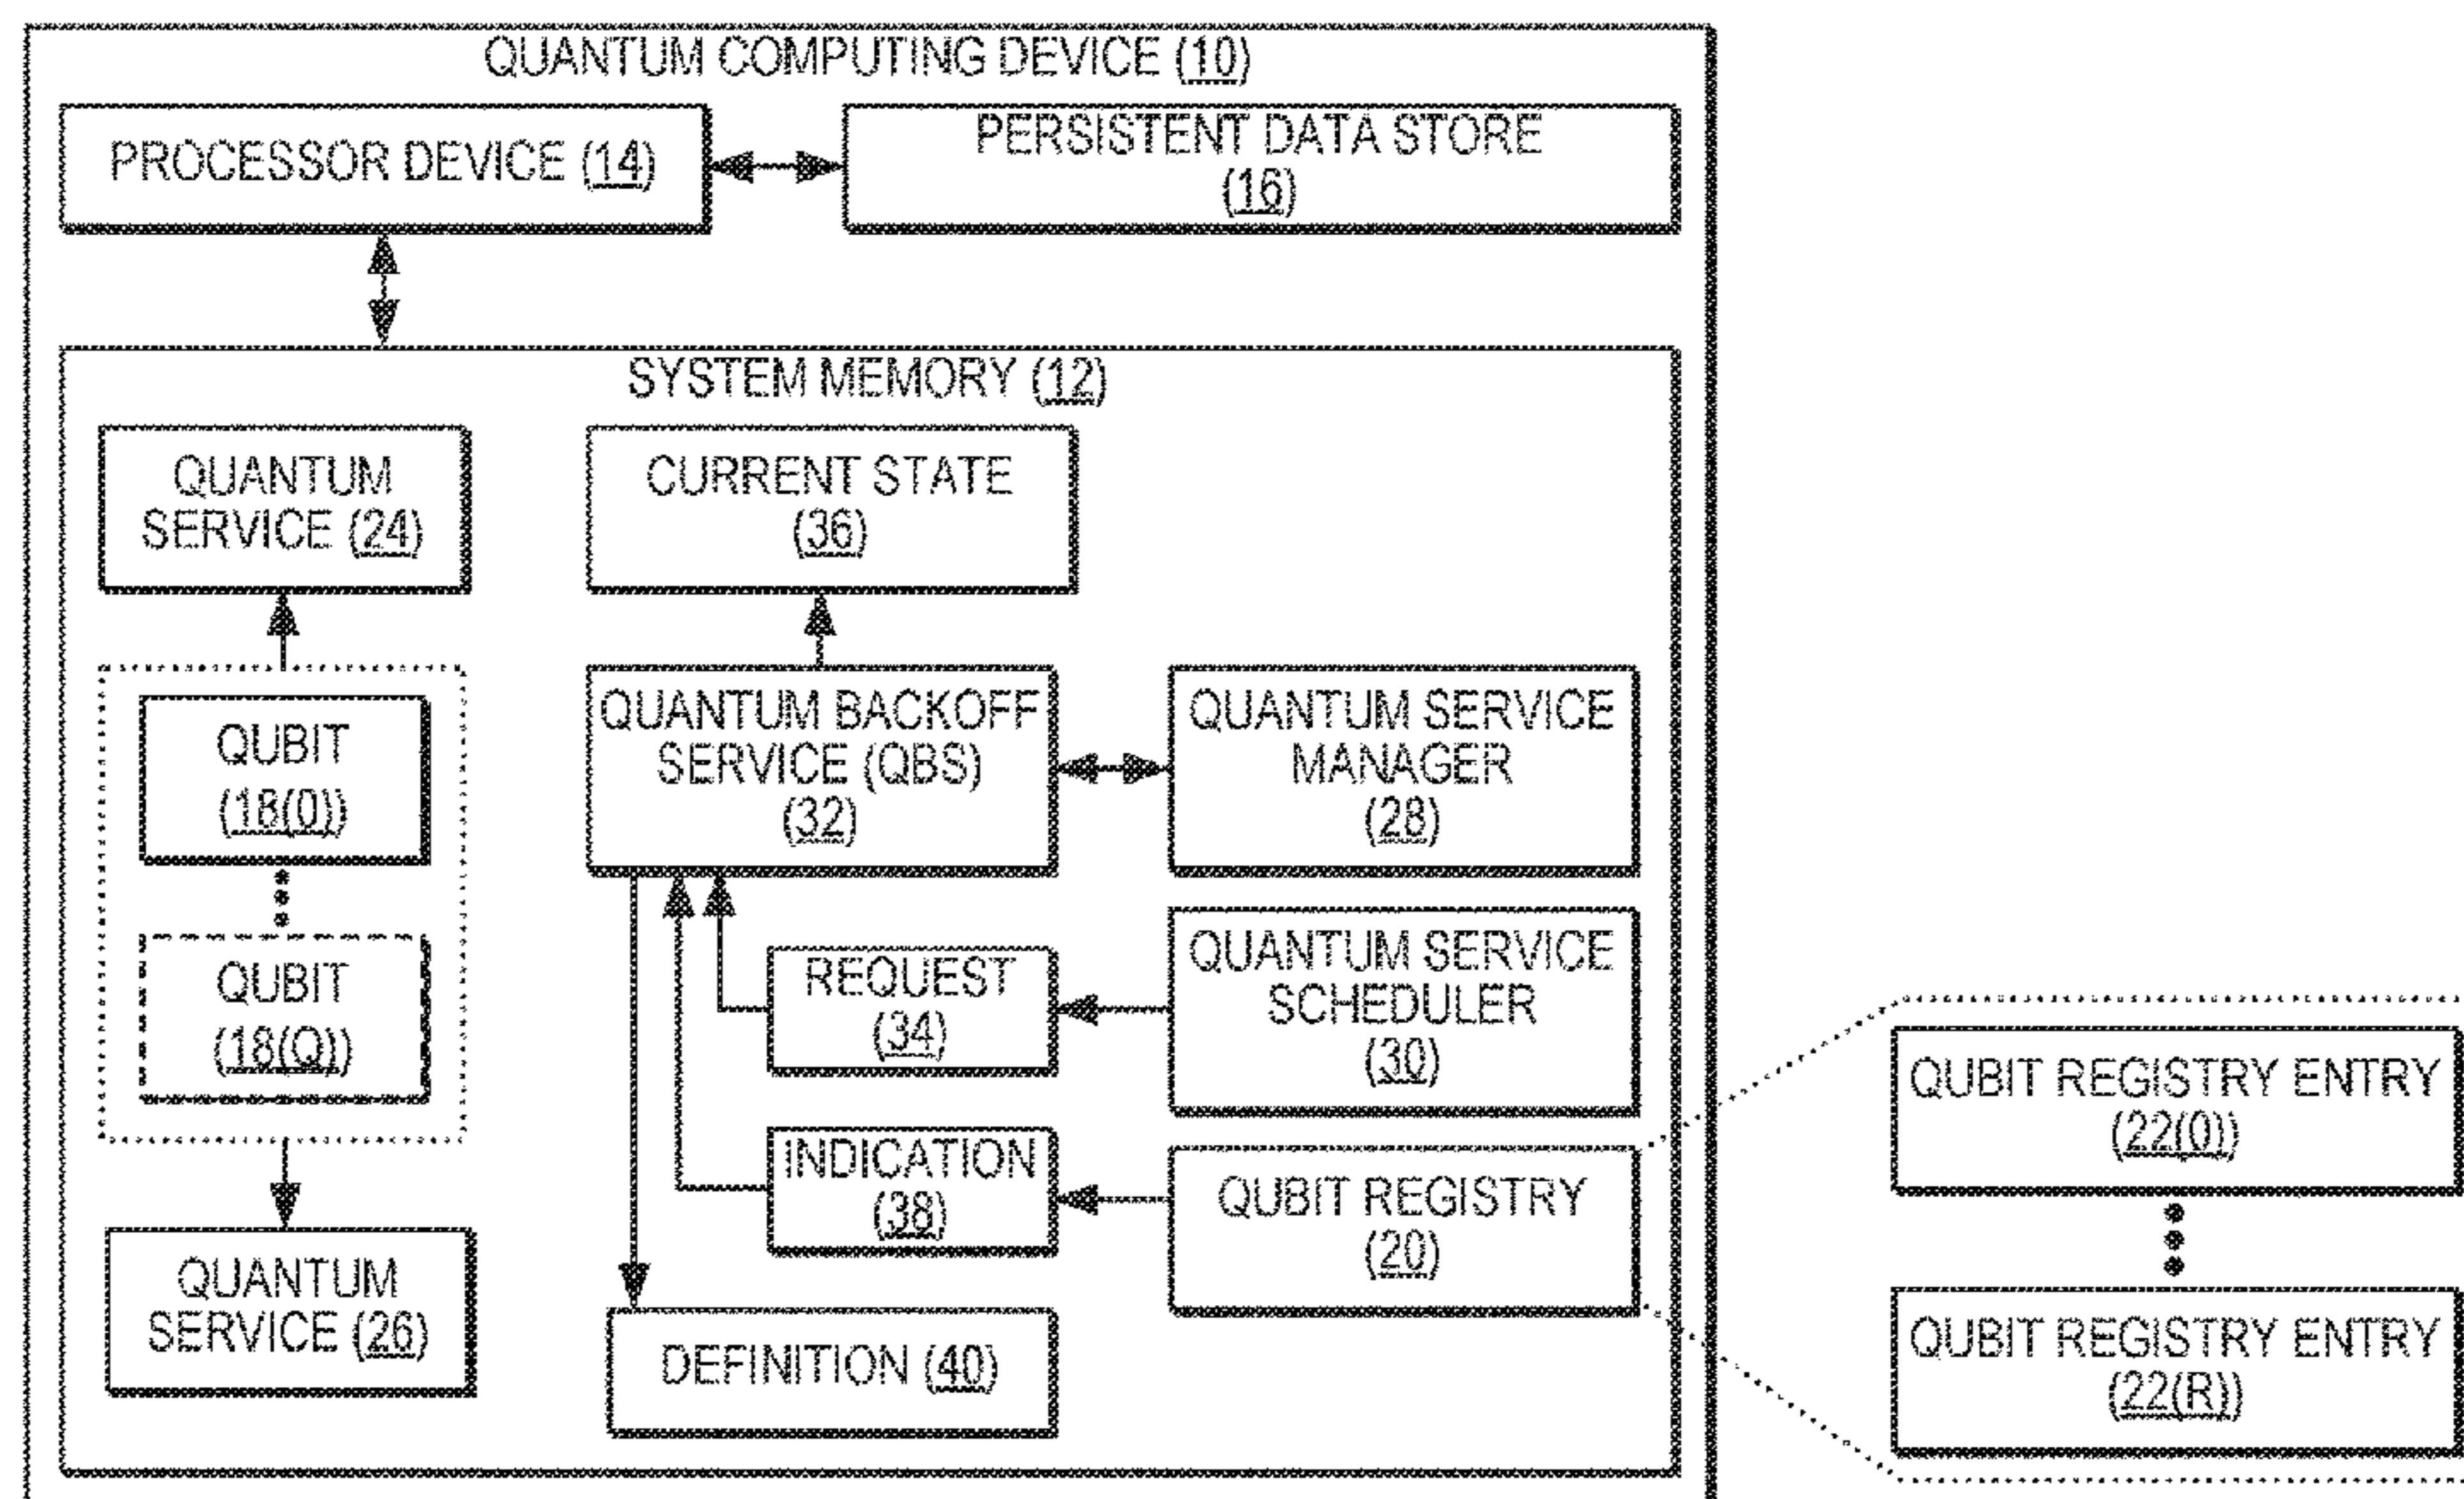 QUANTUM COMPUTING DEVICE (10)
PROCESSOR DEVICE (14)
PERSISTENT DATA STORE
(16)
SYSTEM MEMORY (12)
QUANTUM
SERVICE (24)
CURRENT STATE
(36)
QUBIT
(18(0))
QUBIT
(18(Q))
QUANTUM
SERVICE (26)
QUANTUM BACKOFF
SERVICE (QBS)
(32)
QUANTUM SERVICE
MANAGER
(28)
REQUEST
(34)
QUANTUM SERVICE
SCHEDULER
(30)
INDICATION
(38)
QUBIT REGISTRY
(20)
DEFINITION (40)
QUBIT REGISTRY ENTRY
(22(0))
QUBIT REGISTRY ENTRY
(22(R))